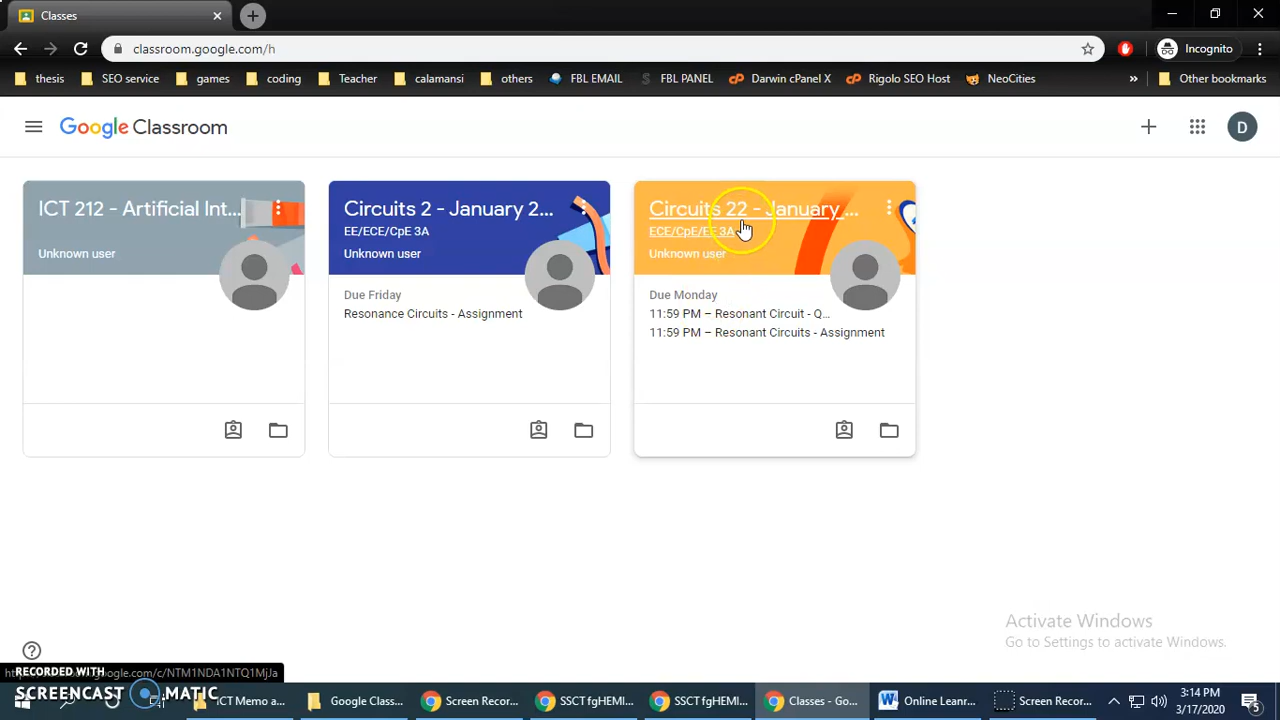 Classes
classroom.google.com/h
Incognito
thesis
SEO service
games
coding
Teacher
calamansi
others
FBL EMAIL
FBL PANEL
Darwin cPanel X
Rigolo SEO Host
NeoCities
»
Other bookmarks
Google Classroom
D
ICT 212 - Artificial Int...
Unknown user
Circuits 2 - January 2...
EE/ECE/CpE 3A
Unknown user
Due Friday
Resonance Circuits - Assignment
Circuits 22 - January ...
ECE/CpE/EE 3A
Unknown user
Due Monday
11:59 PM – Resonant Circuit - Q...
11:59 PM – Resonant Circuits - Assignment
Activate Windows
Go to Settings to activate Windows.
RECORDED WITH
SCREENCAST MATIC
ICT Memo a...
Google Class...
Screen Recor...
SSCT fgHEMI...
SSCT fgHEMI...
Classes - Go...
Online Leanr...
Screen Recor...
3:14 PM
3/17/2020
5